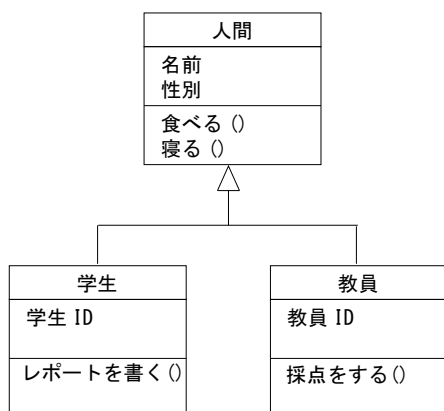 人間
名前
性別
食べる()
寝る()
学生
学生 ID
レポートを書く()
教員
教員 ID
採点をする()